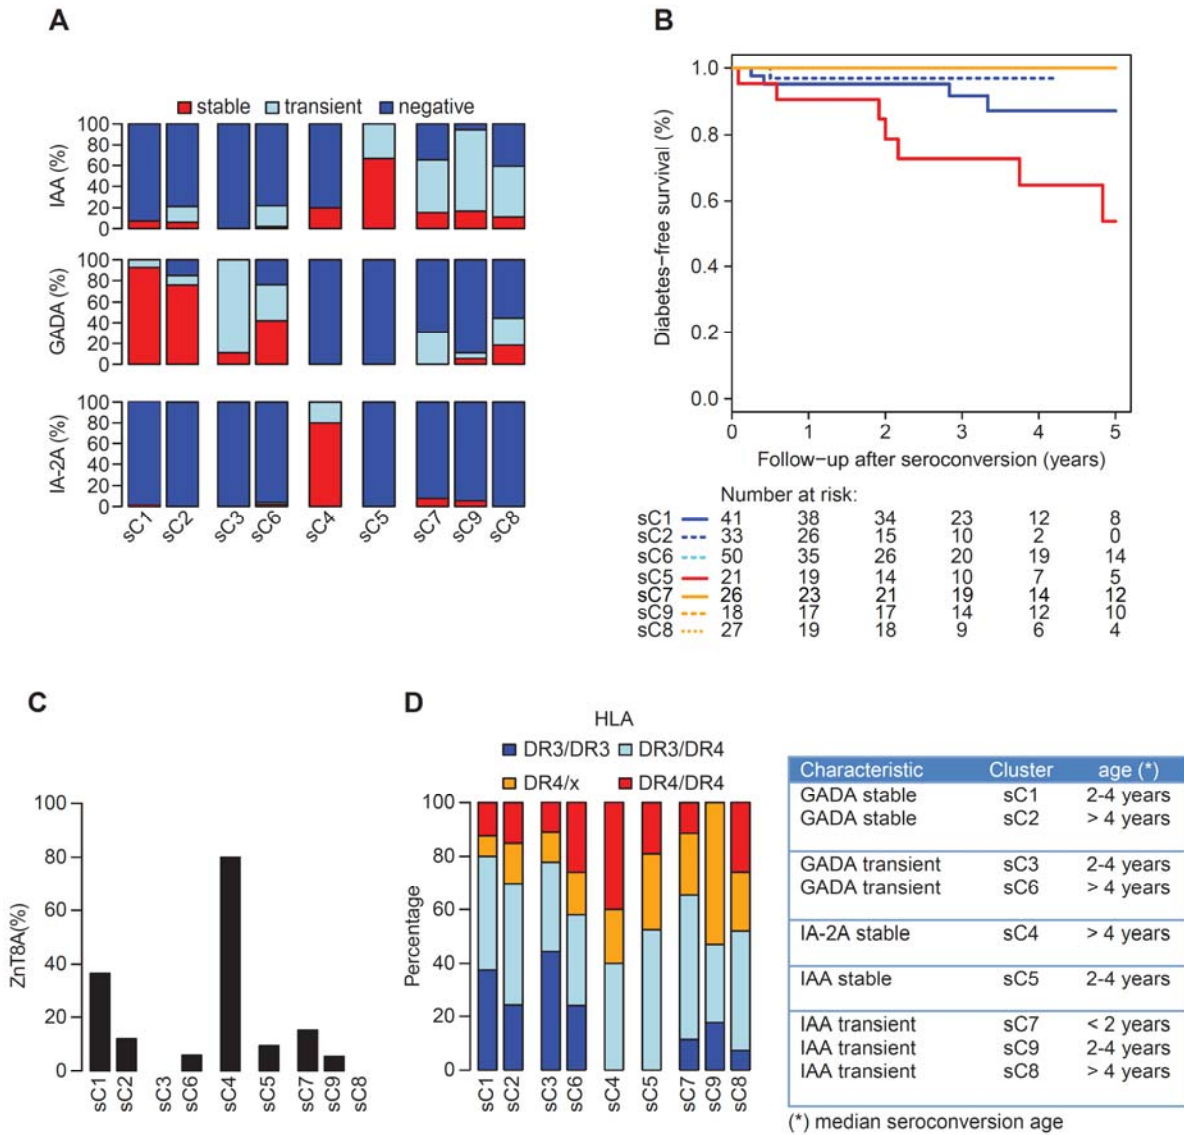 A
stable transient negative
IAA (%)
100
80
60
40
20
0
GADA (%)
100
80
60
40
20
0
IA-2A (%)
100
80
60
40
20
0
sC1 sC2 sC3 sC6 sC4 sC5 sC7 sC9 sC8
B
Diabetes-free survival (%)
1.0
0.8
0.6
0.4
0.2
0.0
0 1 2 3 4 5
Follow-up after seroconversion (years)
Number at risk:
sC1 41 38 34 23 12 8
sC2 33 26 15 10 2 0
sC6 50 35 26 20 19 14
sC5 21 19 14 10 7 5
sC7 26 23 21 19 14 12
sC9 18 17 17 14 12 10
sC8 27 19 18 9 6 4
C
ZnT8A(%)
100
80
60
40
20
0
sC1 sC2 sC3 sC6 sC4 sC5 sC7 sC9 sC8
D
HLA
DR3/DR3 DR3/DR4
DR4/x DR4/DR4
Percentage
100
80
60
40
20
0
sC1 sC2 sC3 sC6 sC4 sC5 sC7 sC9 sC8
Characteristic Cluster age (*)
GADA stable sC1 2-4 years
GADA stable sC2 > 4 years
GADA transient sC3 2-4 years
GADA transient sC6 > 4 years
IA-2A stable sC4 > 4 years
IAA stable sC5 2-4 years
IAA transient sC7 < 2 years
IAA transient sC9 2-4 years
IAA transient sC8 > 4 years
(*) median seroconversion age